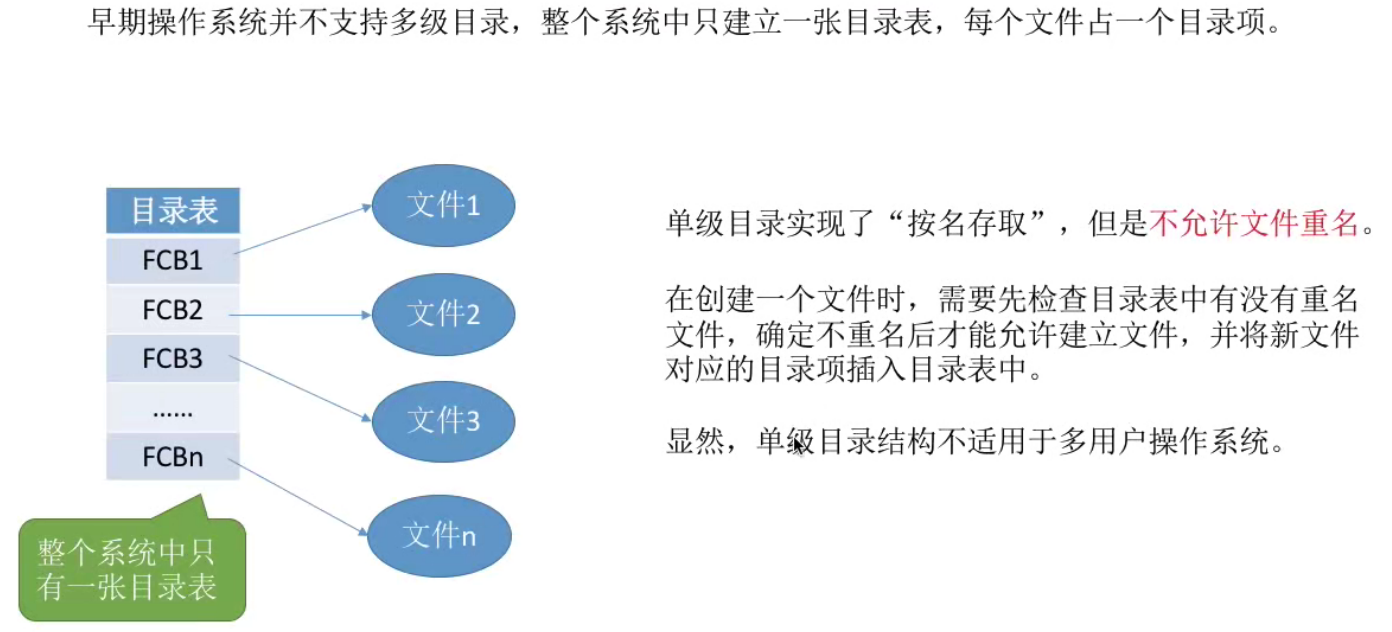 早期操作系统并不支持多级目录，整个系统中只建立一张目录表，每个文件占一个目录项。
目录表
FCB1
FCB2
FCB3
……
FCBn
文件1
文件2
文件3
文件n
整个系统中只
有一张目录表
单级目录实现了“按名存取”，但是不允许文件重名。
在创建一个文件时，需要先检查目录表中有没有重名
文件，确定不重名后才能允许建立文件，并将新文件
对应的目录项插入目录表中。
显然，单级目录结构不适用于多用户操作系统。